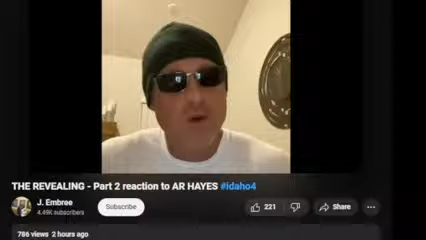 THE REVEALING - Part 2 reaction to AR HAYES #idaho4
J. Embree
4.49K subscribers
Subscribe
221
Share
786 views 2 hours ago